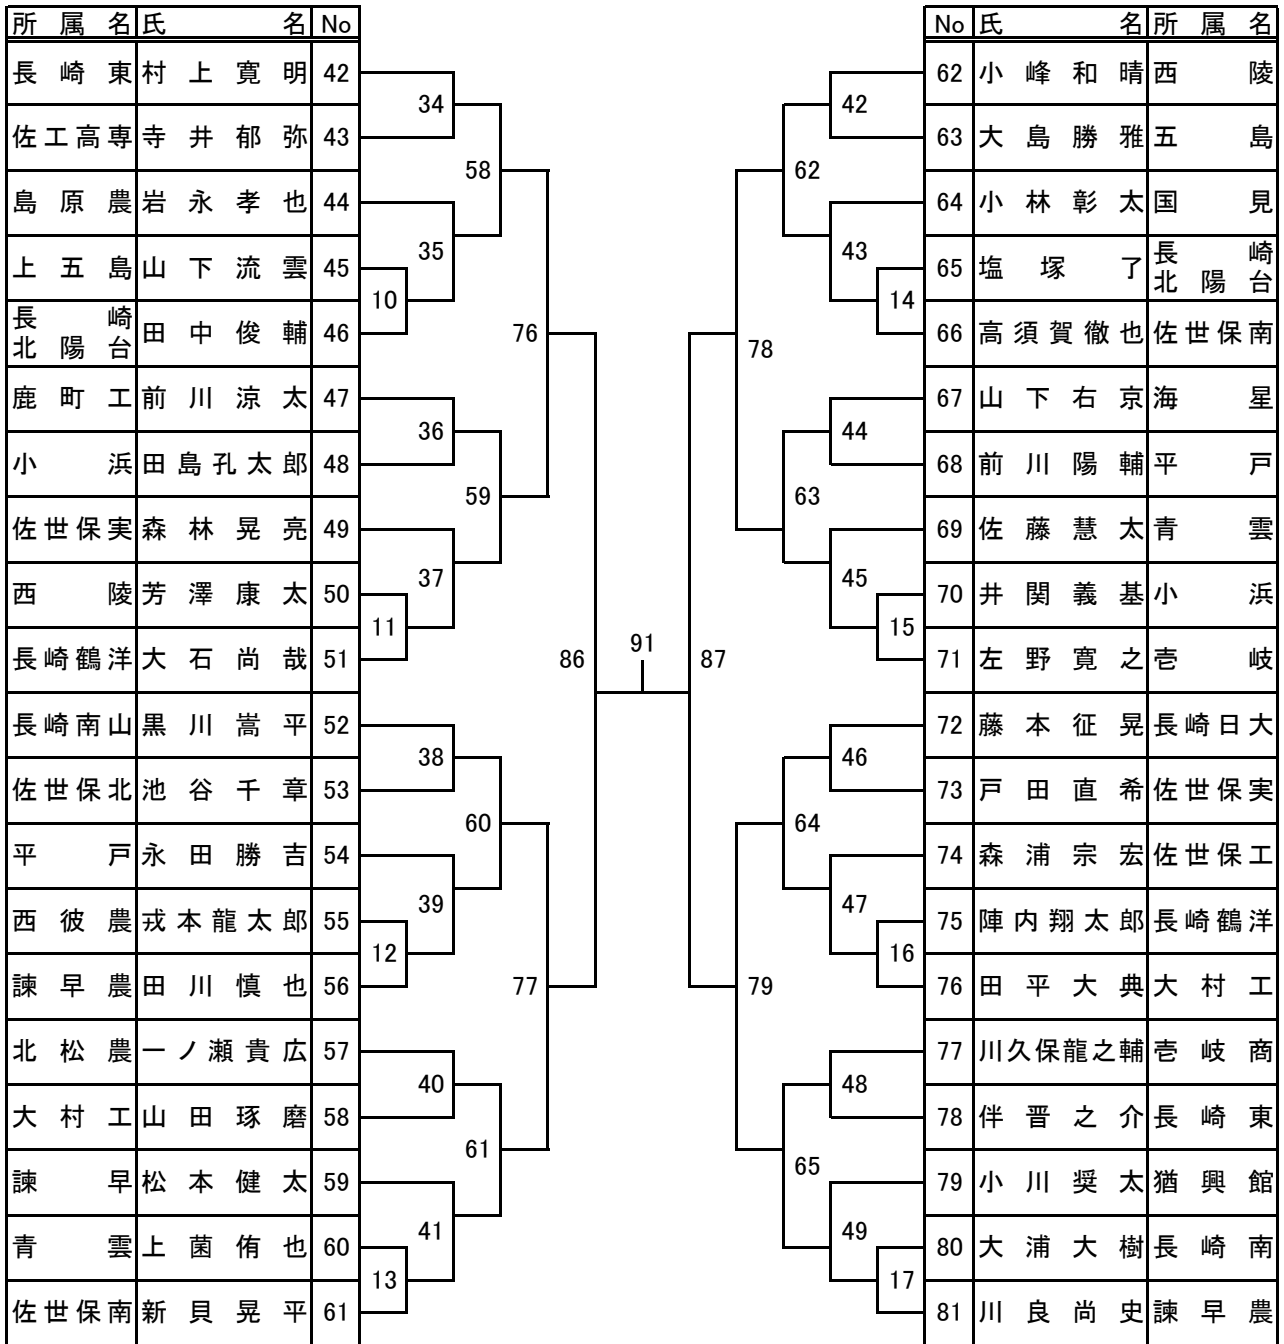 所属名 氏名 No
長崎東 村上寛明 42
佐工高専 寺井郁弥 43
島原農 岩永孝也 44
上五島 山下流雲 45
長崎北陽台 田中俊輔 46
鹿町工 前川涼太 47
小浜 田島孔太郎 48
佐世保実 森林晃亮 49
西陵 芳澤康太 50
長崎鶴洋 大石尚哉 51
長崎南山 黒川嵩平 52
佐世保北 池谷千章 53
平戸 永田勝吉 54
西彼農 戎本龍太郎 55
諫早農 田川慎也 56
北松農 一ノ瀬貴広 57
大村工 山田琢磨 58
諫早 松本健太 59
青雲 上薗侑也 60
佐世保南 新貝晃平 61
34
58
35
10
76
36
59
37
11
86
38
60
39
12
77
40
61
41
13
91
42
62
43
14
78
44
63
45
15
87
46
64
47
16
79
48
65
49
17
No 氏名 所属名
62 小峰和晴 西陵
63 大島勝雅 五島
64 小林彰太 国見
65 塩塚了 長崎北陽台
66 高須賀徹也 佐世保南
67 山下右京 海星
68 前川陽輔 平戸
69 佐藤慧太 青雲
70 井関義基 小浜
71 左野寛之 壱岐
72 藤本征晃 長崎日大
73 戸田直希 佐世保実
74 森浦宗宏 佐世保工
75 陣内翔太郎 長崎鶴洋
76 田平大典 大村工
77 川久保龍之輔 壱岐商
78 伴晋之介 長崎東
79 小川奨太 猶興館
80 大浦大樹 長崎南
81 川良尚史 諫早農